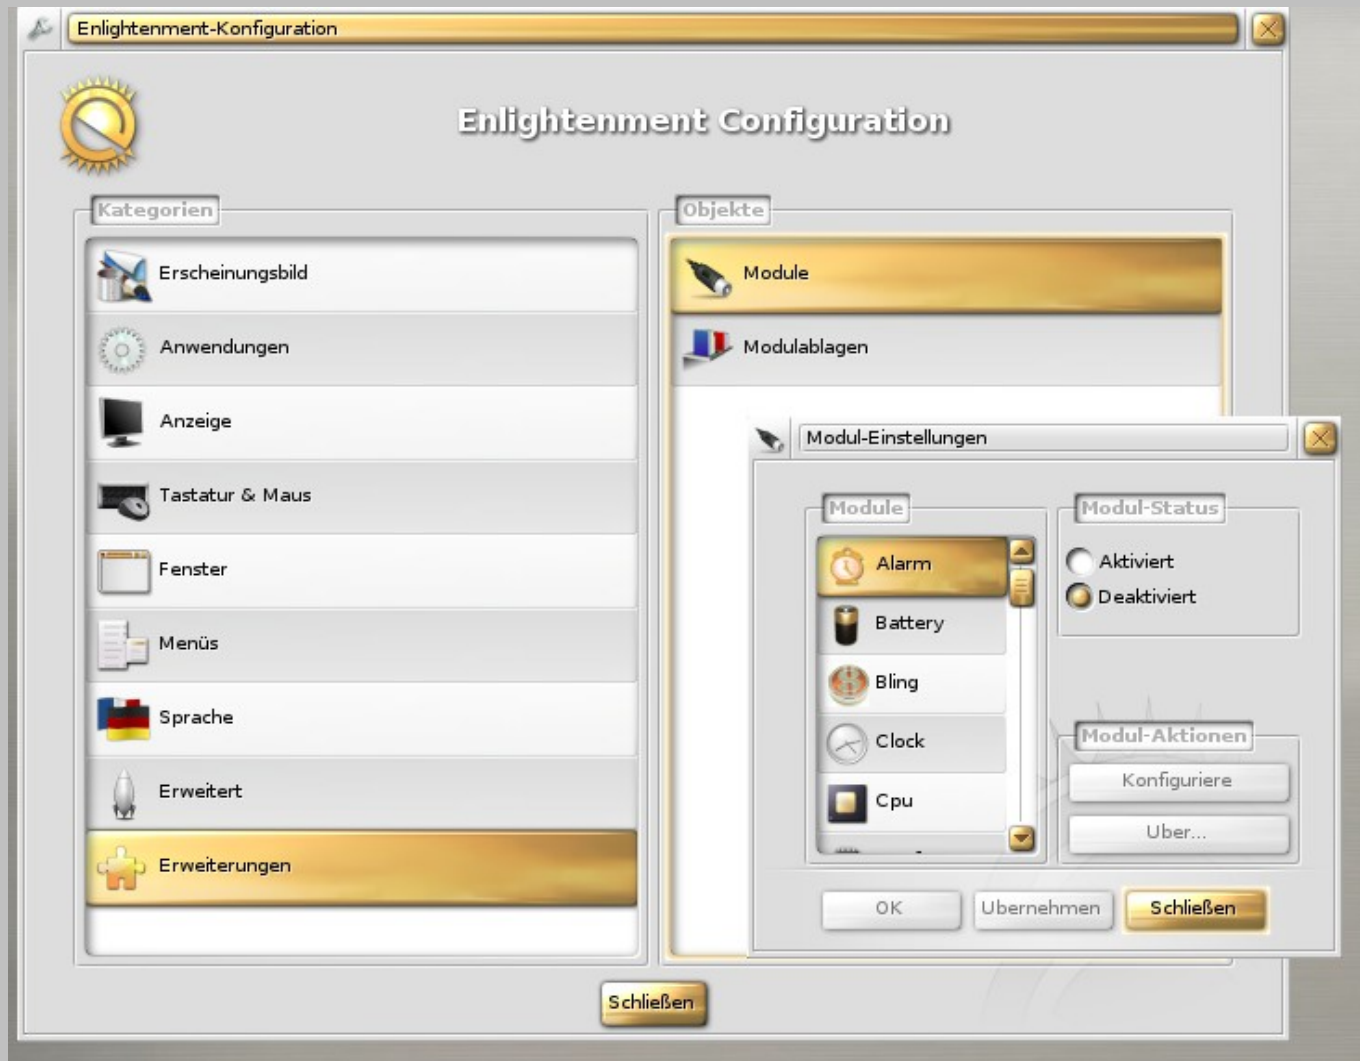 Enlightenment-Konfiguration
Enlightenment Configuration
Kategorien
Erscheinungsbild
Anwendungen
Anzeige
Tastatur & Maus
Fenster
Menüs
Sprache
Erweitert
Erweiterungen
Objekte
Module
Modulablagen
Modul-Einstellungen
Module
Alarm
Battery
Bling
Clock
Cpu
Modul-Status
Aktiviert
Deaktiviert
Modul-Aktionen
Konfiguriere
Uber...
OK
Ubernehmen
Schließen
Schließen